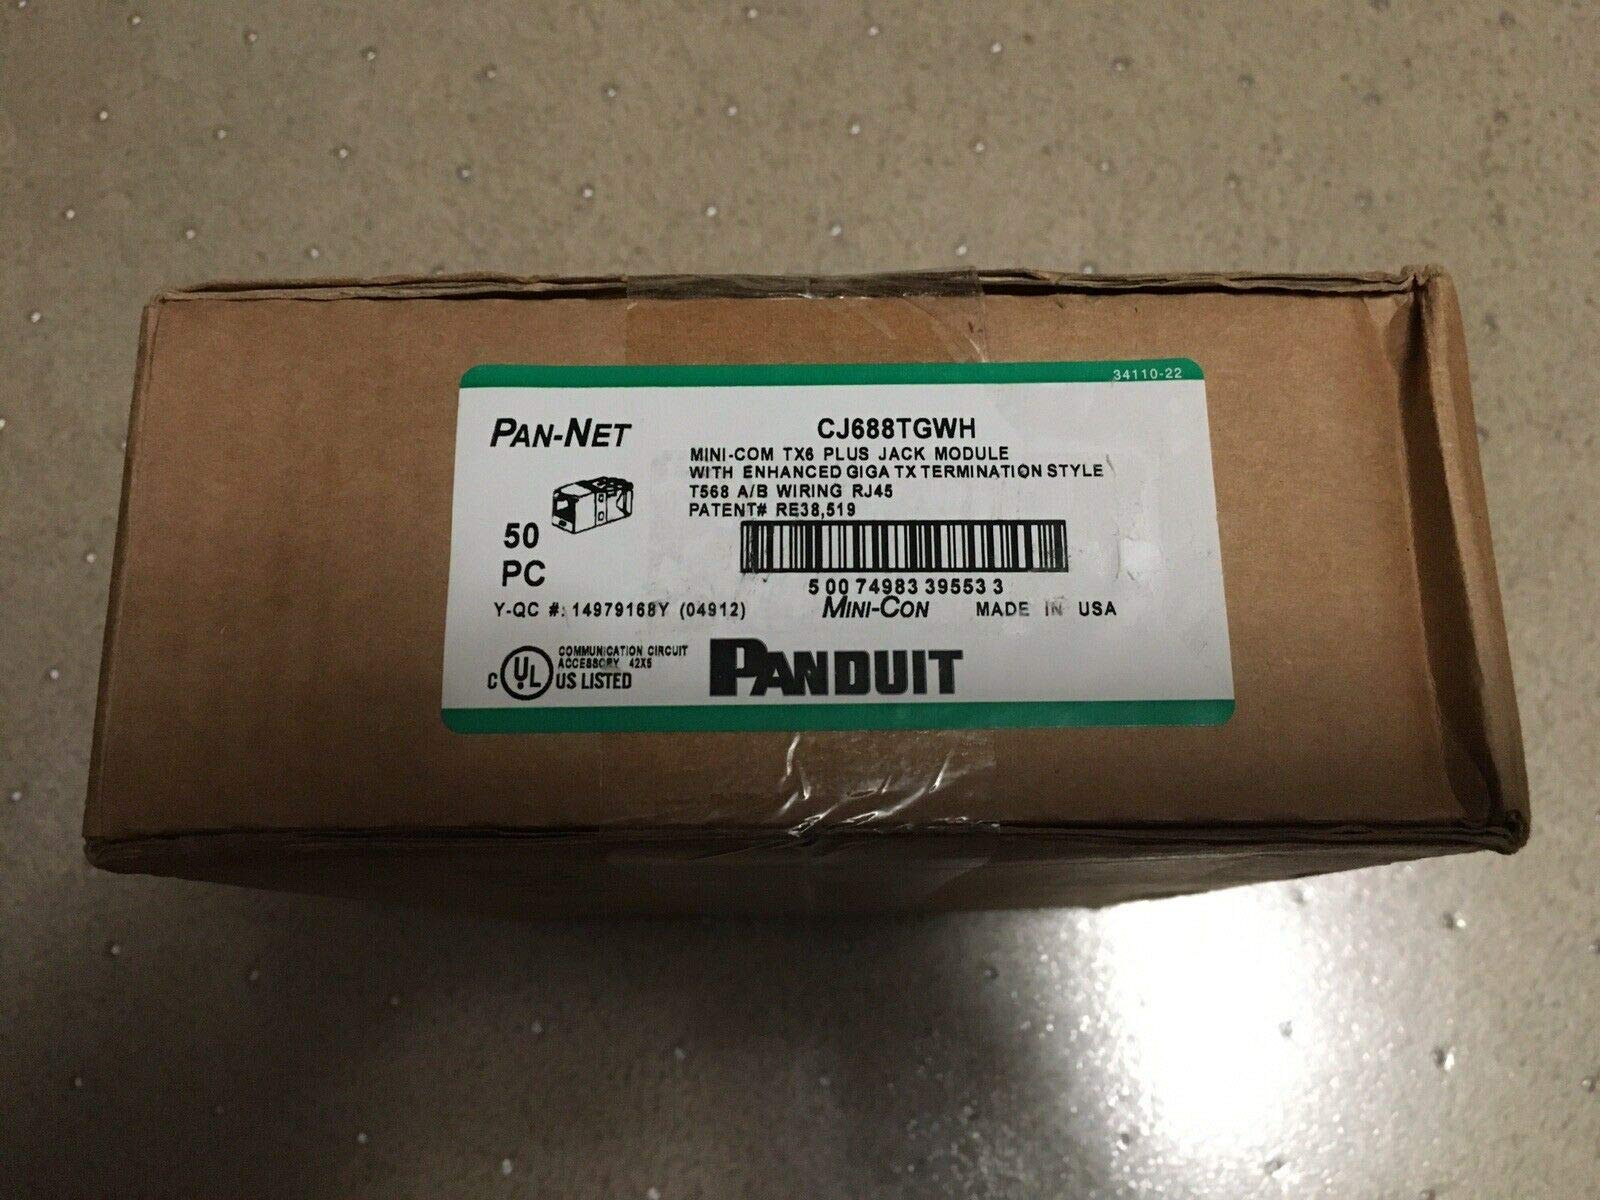 34110-22
PAN-NET
CJ688TGWH
MINI-COM TX6 PLUS JACK MODULE
WITH ENHANCED GIGA TX TERMINATION STYLE
T568 A/B WIRING RJ45
PATENT# RE38,519
50
PC
5 00 74983 39553 3
Y-QC #: 14979168Y (04912)
MINI-CON
MADE IN USA
COMMUNICATION CIRCUIT
ACCESSORY 42X5
C UL US LISTED
PANDUIT